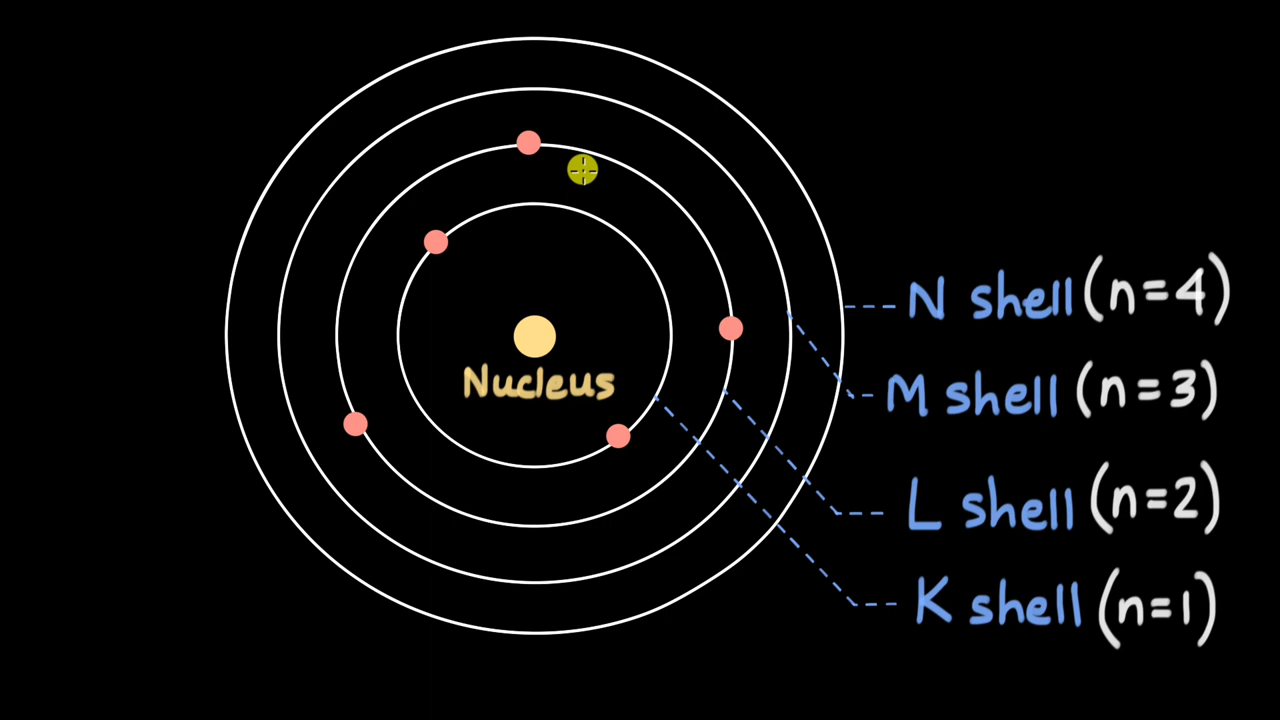 Nucleus
N shell (n=4)
M shell (n=3)
L shell (n=2)
K shell (n=1)